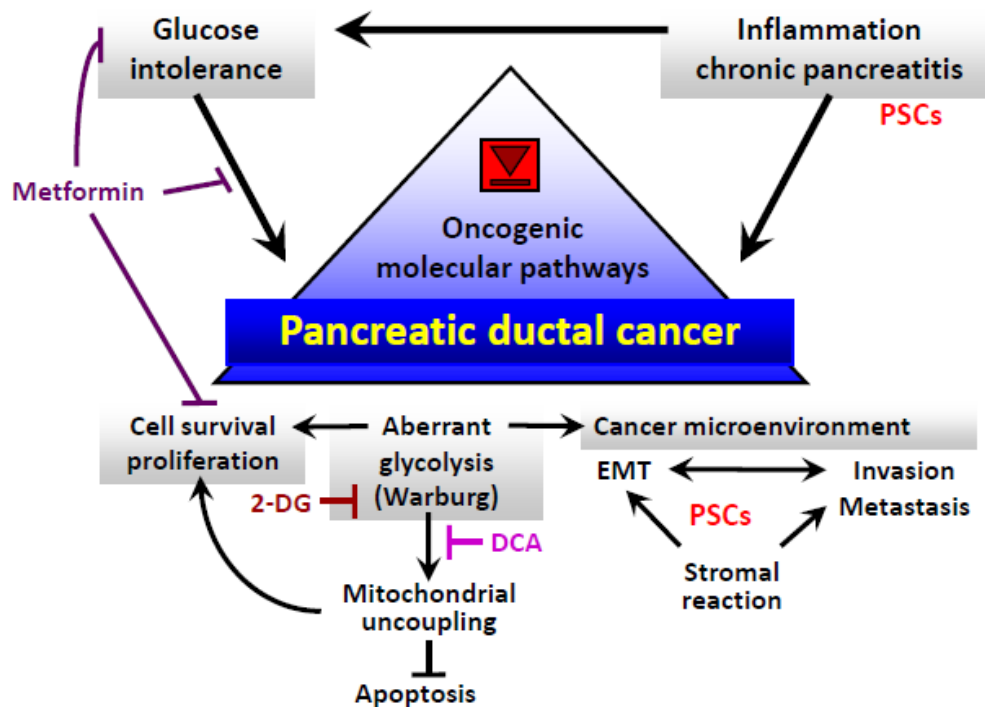 Glucose
intolerance
Inflammation
chronic pancreatitis
PSCs
Metformin
Oncogenic
molecular pathways
Pancreatic ductal cancer
Cell survival
proliferation
Aberrant
glycolysis
(Warburg)
Cancer microenvironment
EMT
Invasion
Metastasis
PSCs
2-DG
DCA
Stromal
reaction
Mitochondrial
uncoupling
Apoptosis